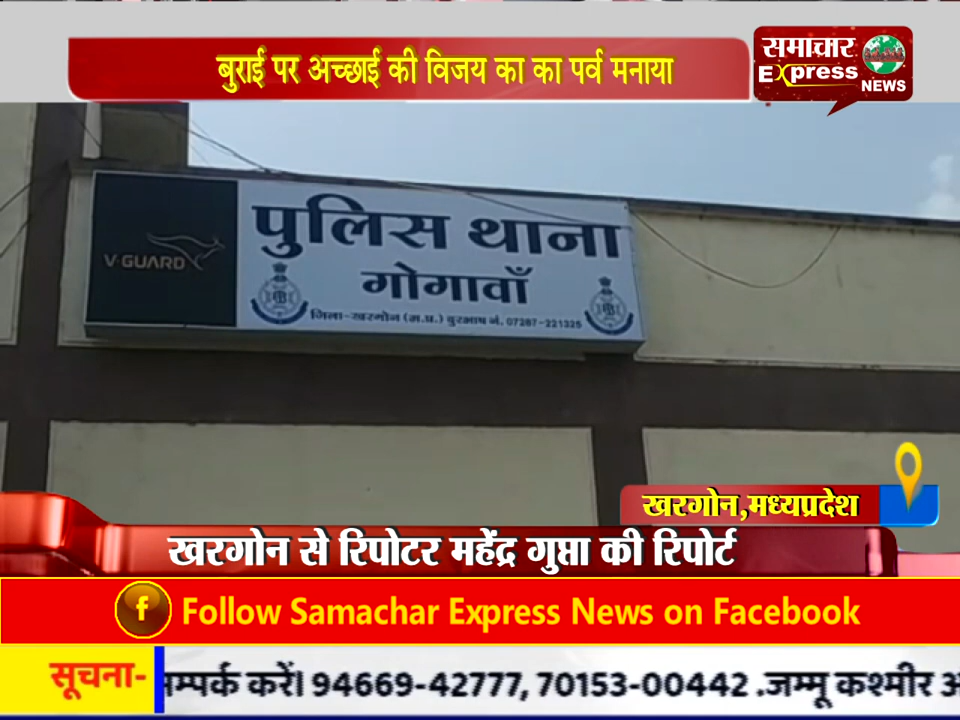 बुराई पर अच्छाई की विजय का का पर्व मनाया
समाचार
Express
NEWS
V-GUARD
पुलिस थाना
गोगावाँ
जिला-खरगोन (म.प्र.) दुरभाष नं. 07287-221325
खरगोन,मध्यप्रदेश
खरगोन से रिपोटर महेंद्र गुप्ता की रिपोर्ट
f Follow Samachar Express News on Facebook
सूचना- म्पर्क करें। 94669-42777, 70153-00442 .जम्मू कश्मीर